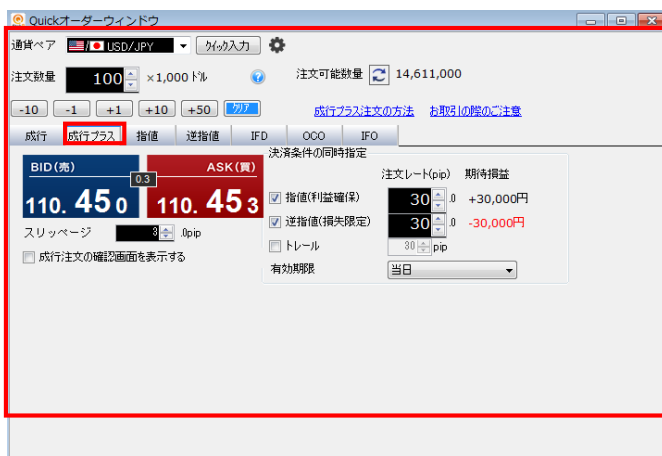 Quickオーダーウィンドウ
通貨ペア USD/JPY クイック入力
注文数量 100 ×1,000 ドル ? 注文可能数量 14,611,000
-10 -1 +1 +10 +50 クリア 成行プラス注文の方法 お取引の際のご注意
成行 成行プラス 指値 逆指値 IFD OCO IFO
決済条件の同時指定
BID(売) 0.3 ASK(買)
110. 45 0 110. 45 3
注文レート(pip) 期待損益
指値(利益確保) 30 .0 +30,000円
逆指値(損失限定) 30 .0 -30,000円
スリッページ 3 .0pip
トレール 30 pip
成行注文の確認画面を表示する
有効期限 当日